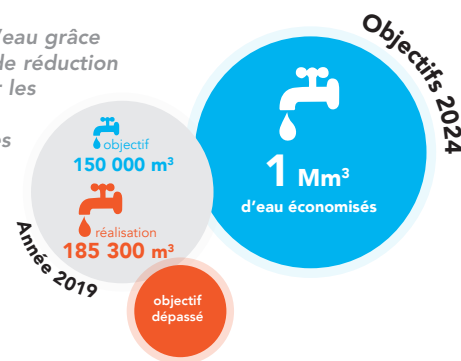 'eau grâce
de réduction
les
es
Objectifs 2024
1 Mm³
d'eau économisés
objectif
150 000 m³
réalisation
185 300 m³
Année 2019
objectif
dépassé